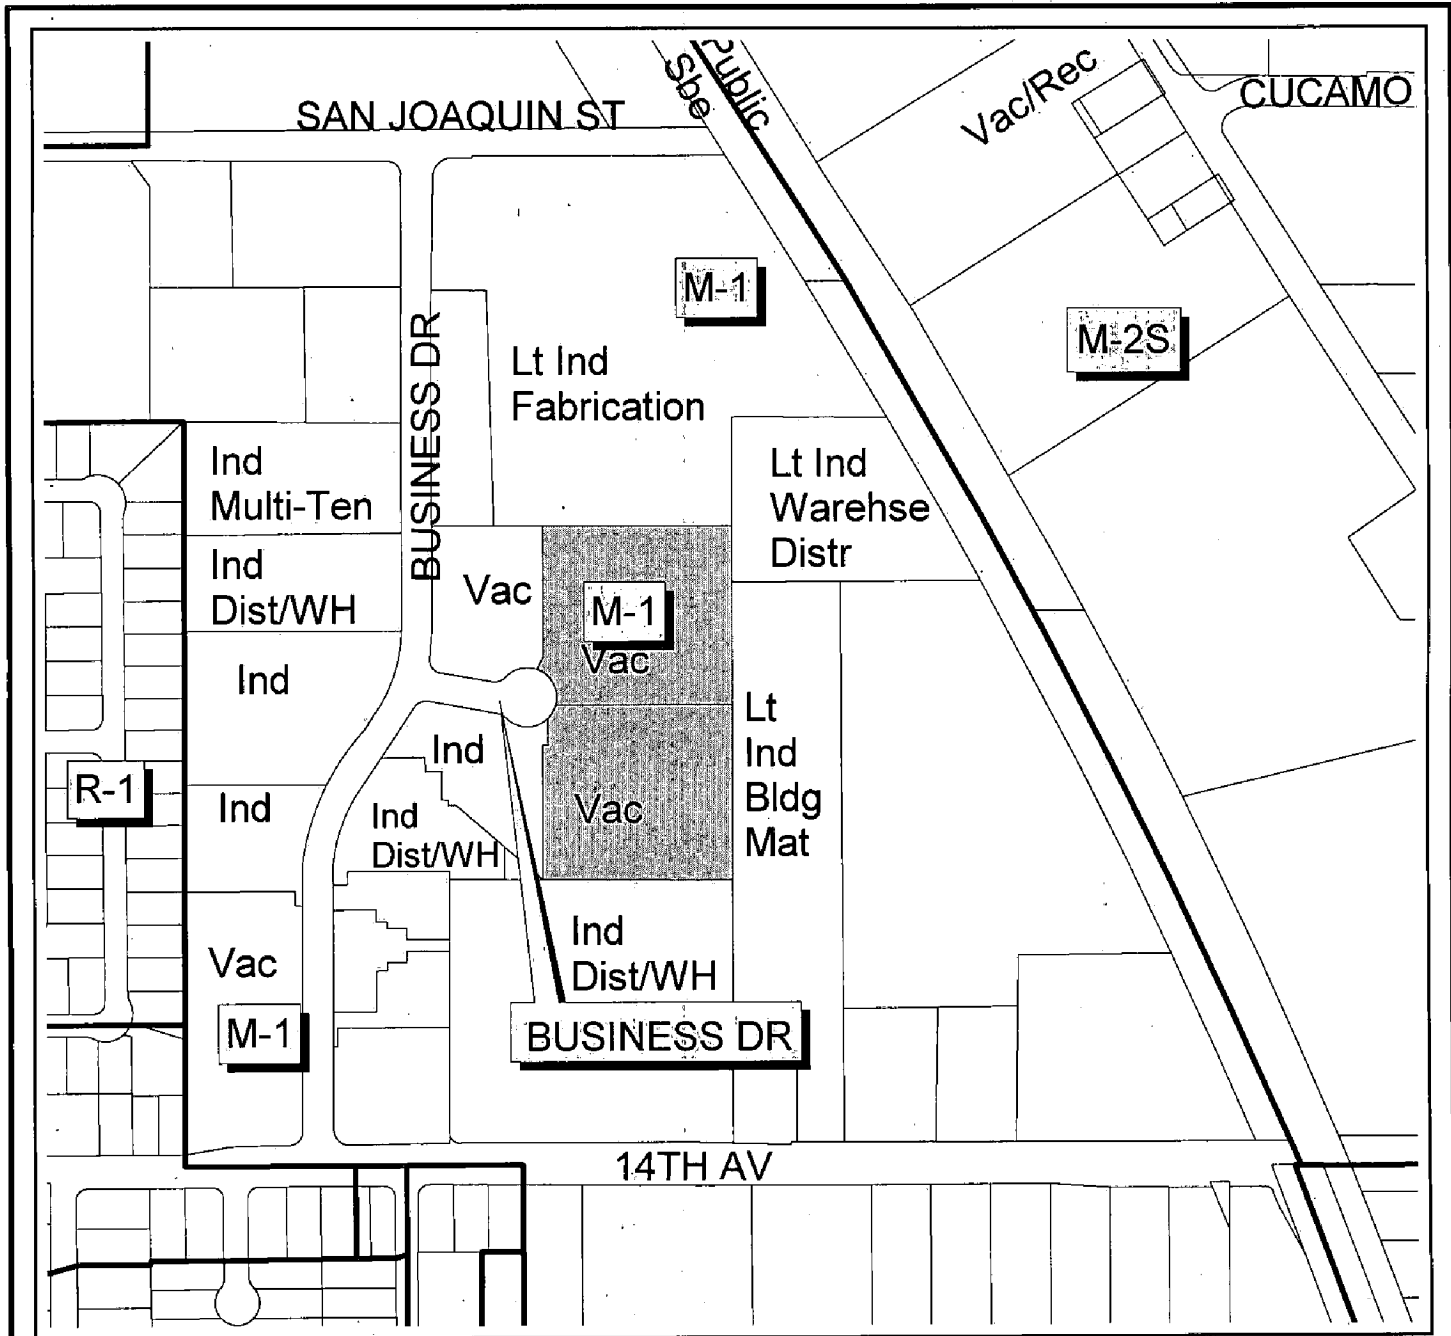 SAN JOAQUIN ST
Public
Sbe
Vac/Rec
CUCAMO
M-1
M-2S
BUSINESS DR
Lt Ind
Fabrication
Ind
Multi-Ten
Lt Ind
Warehse
Distr
Ind
Dist/WH
Vac
M-1
Vac
Ind
Lt
Ind
Bldg
Mat
Ind
R-1
Ind
Ind
Dist/WH
Vac
Ind
Dist/WH
Vac
M-1
BUSINESS DR
14TH AV